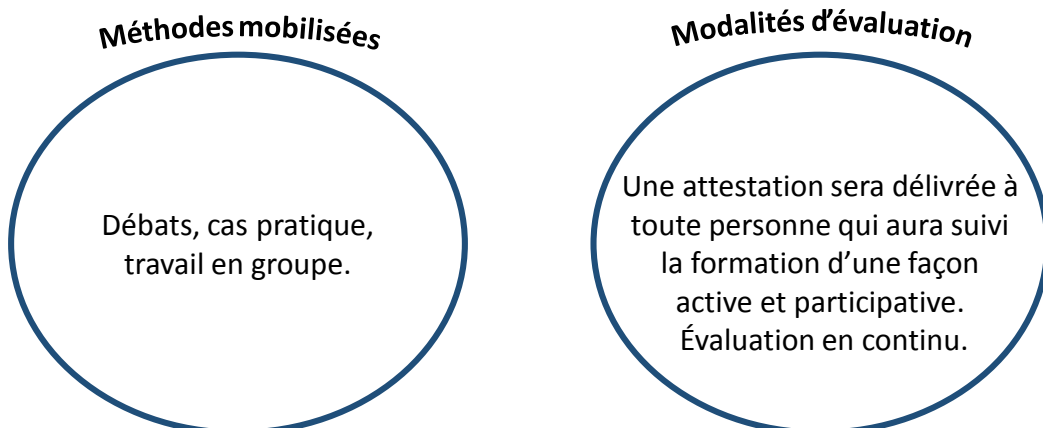 Méthodes mobilisées
Débats, cas pratique,
travail en groupe.
Modalités d'évaluation
Une attestation sera délivrée à
toute personne qui aura suivi
la formation d'une façon
active et participative.
Évaluation en continu.